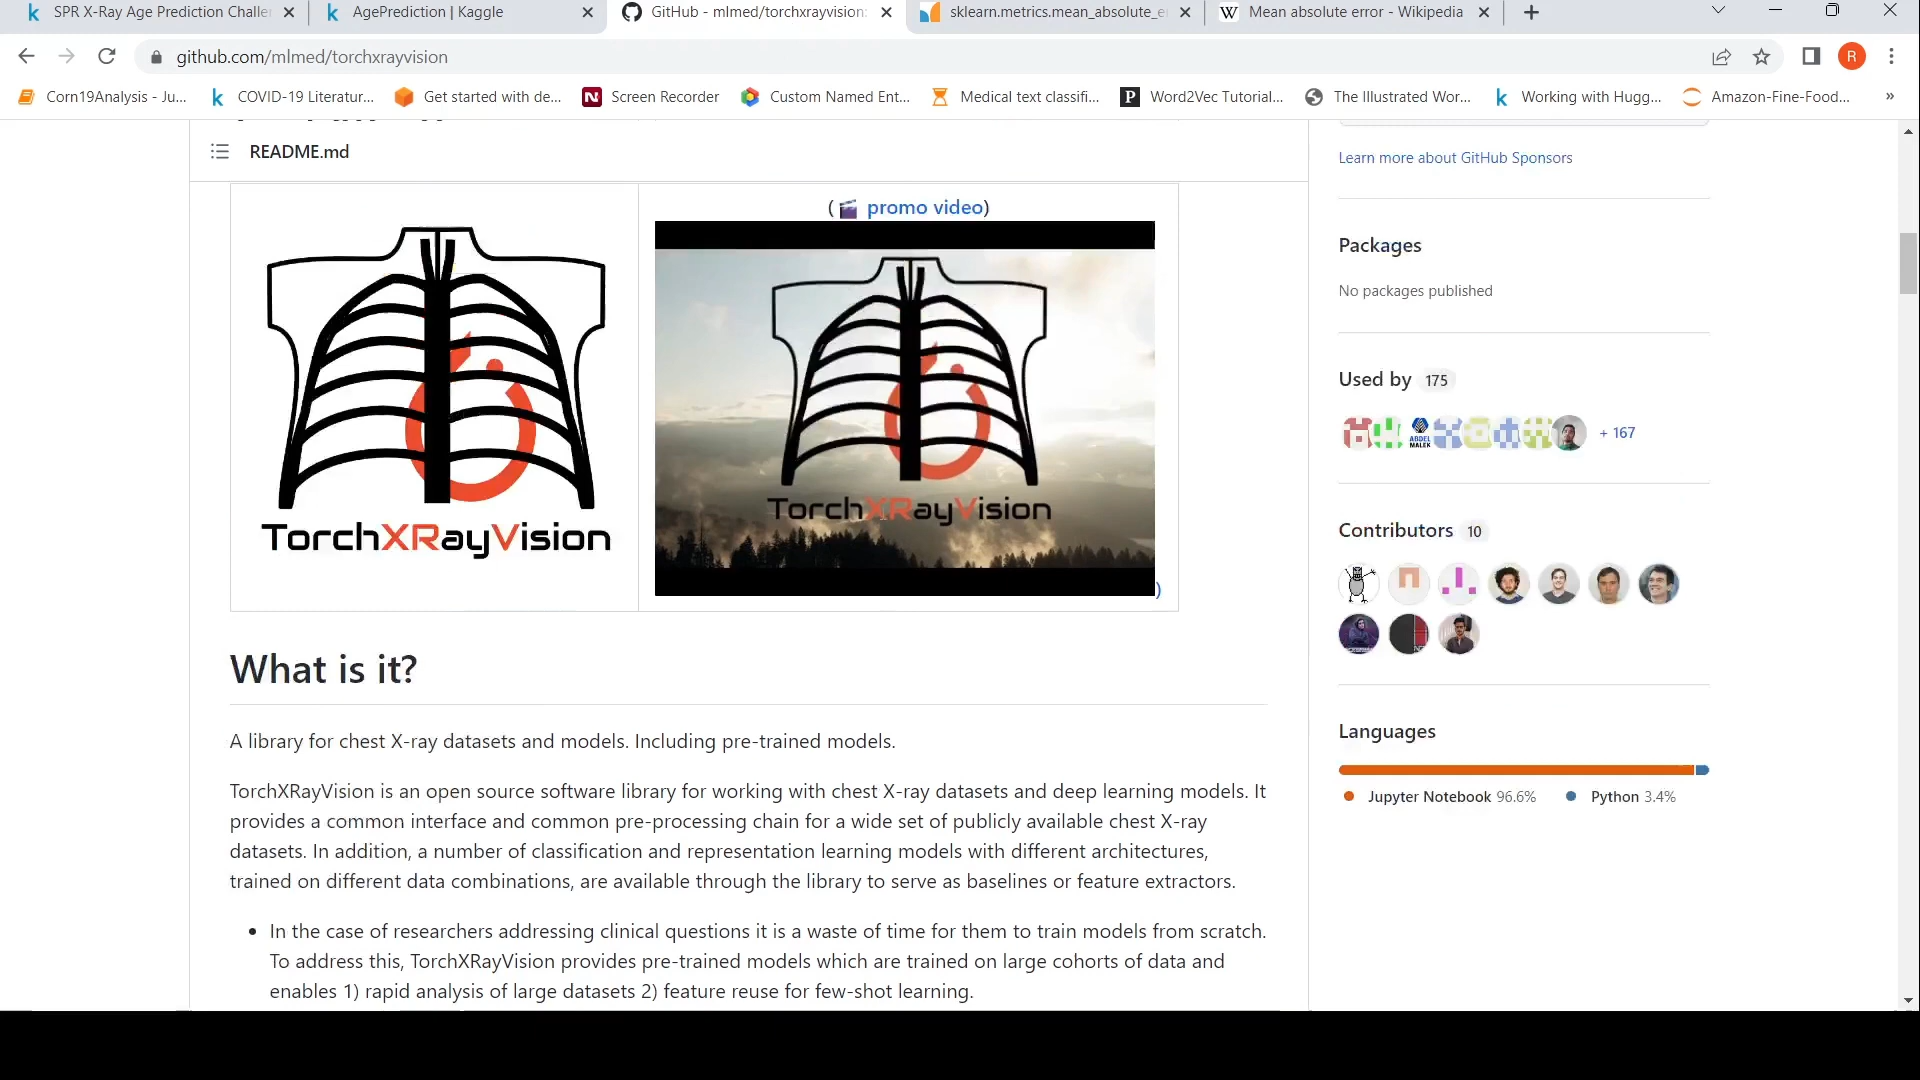 SPR X-Ray Age Prediction Challe
AgePrediction | Kaggle
GitHub - mlmed/torchxrayvision:
sklearn.metrics.mean_absolute_e
Mean absolute error - Wikipedia
github.com/mlmed/torchxrayvision
R
Corn19Analysis - Ju...
COVID-19 Literatur...
Get started with de...
Screen Recorder
Custom Named Ent...
Medical text classifi...
Word2Vec Tutorial...
The Illustrated Wor...
Working with Hugg...
Amazon-Fine-Food...
»
README.md
( promo video)
TorchXRayVision
TorchXRayVision
)
What is it?
A library for chest X-ray datasets and models. Including pre-trained models.
TorchXRayVision is an open source software library for working with chest X-ray datasets and deep learning models. It
provides a common interface and common pre-processing chain for a wide set of publicly available chest X-ray
datasets. In addition, a number of classification and representation learning models with different architectures,
trained on different data combinations, are available through the library to serve as baselines or feature extractors.
• In the case of researchers addressing clinical questions it is a waste of time for them to train models from scratch.
To address this, TorchXRayVision provides pre-trained models which are trained on large cohorts of data and
enables 1) rapid analysis of large datasets 2) feature reuse for few-shot learning.
Learn more about GitHub Sponsors
Packages
No packages published
Used by 175
ABDEL
MALEK
+ 167
Contributors 10
Languages
Jupyter Notebook 96.6%
Python 3.4%